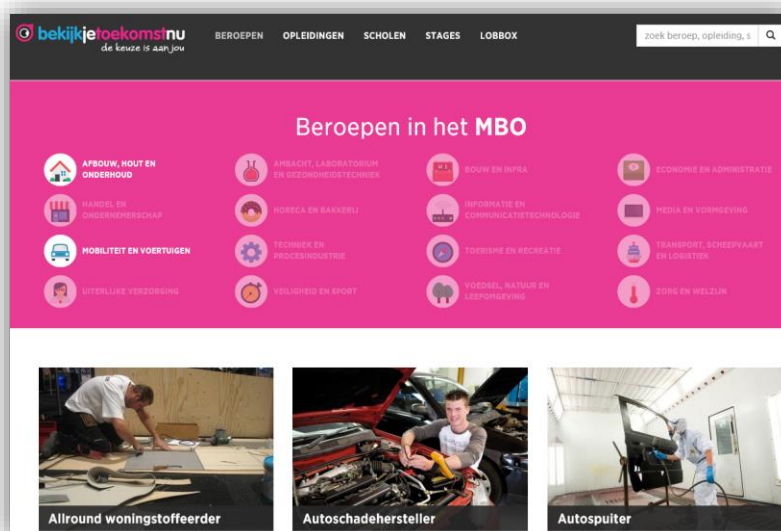 bekijkjetoekomstnu
de keuze is aan jou
BEROEPEN OPLEIDINGEN SCHOLEN STAGES LOBBOX
zoek beroep, opleiding, s
Beroepen in het MBO
AFBOUW, HOUT EN
ONDERHOUD
AMBACHT, LABORATORIUM
EN GEZONDHEIDSTECHNIEK
BOUW EN INFRA
ECONOMIE EN ADMINISTRATIE
HANDEL EN
ONDERNEMERSCHAP
HORECA EN BAKKERIJ
INFORMATIE EN
COMMUNICATIETECHNOLOGIE
MEDIA EN VORMGEVING
MOBILITEIT EN VOERTUIGEN
TECHNIEK EN
PROCESINDUSTRIE
TOERISME EN RECREATIE
TRANSPORT, SCHEEPVAART
EN LOGISTIEK
UITERLIJKE VERZORGING
VEILIGHEID EN SPORT
VOEDSEL, NATUUR EN
LEEFOMGEVING
ZORG EN WELZIJN
Allround woningstoffeerder
Autoschadehersteller
Autospuiter